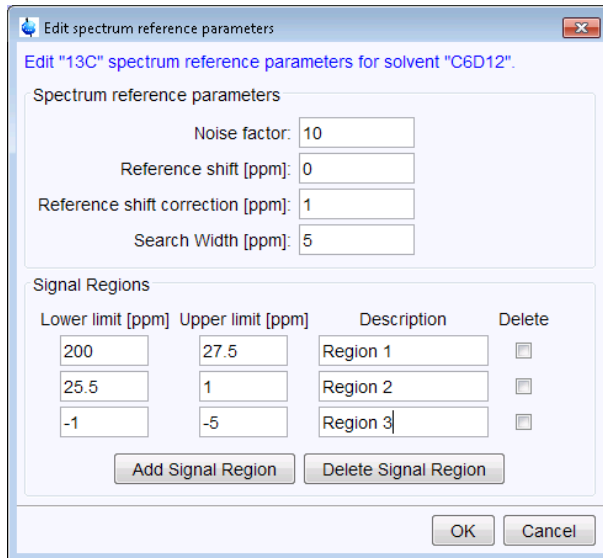 Edit spectrum reference parameters
Edit "13C" spectrum reference parameters for solvent "C6D12".
Spectrum reference parameters
Noise factor: 10
Reference shift [ppm]: 0
Reference shift correction [ppm]: 1
Search Width [ppm]: 5
Signal Regions
Lower limit [ppm] Upper limit [ppm] Description Delete
200 27.5 Region 1
25.5 1 Region 2
-1 -5 Region 3
Add Signal Region Delete Signal Region
OK Cancel